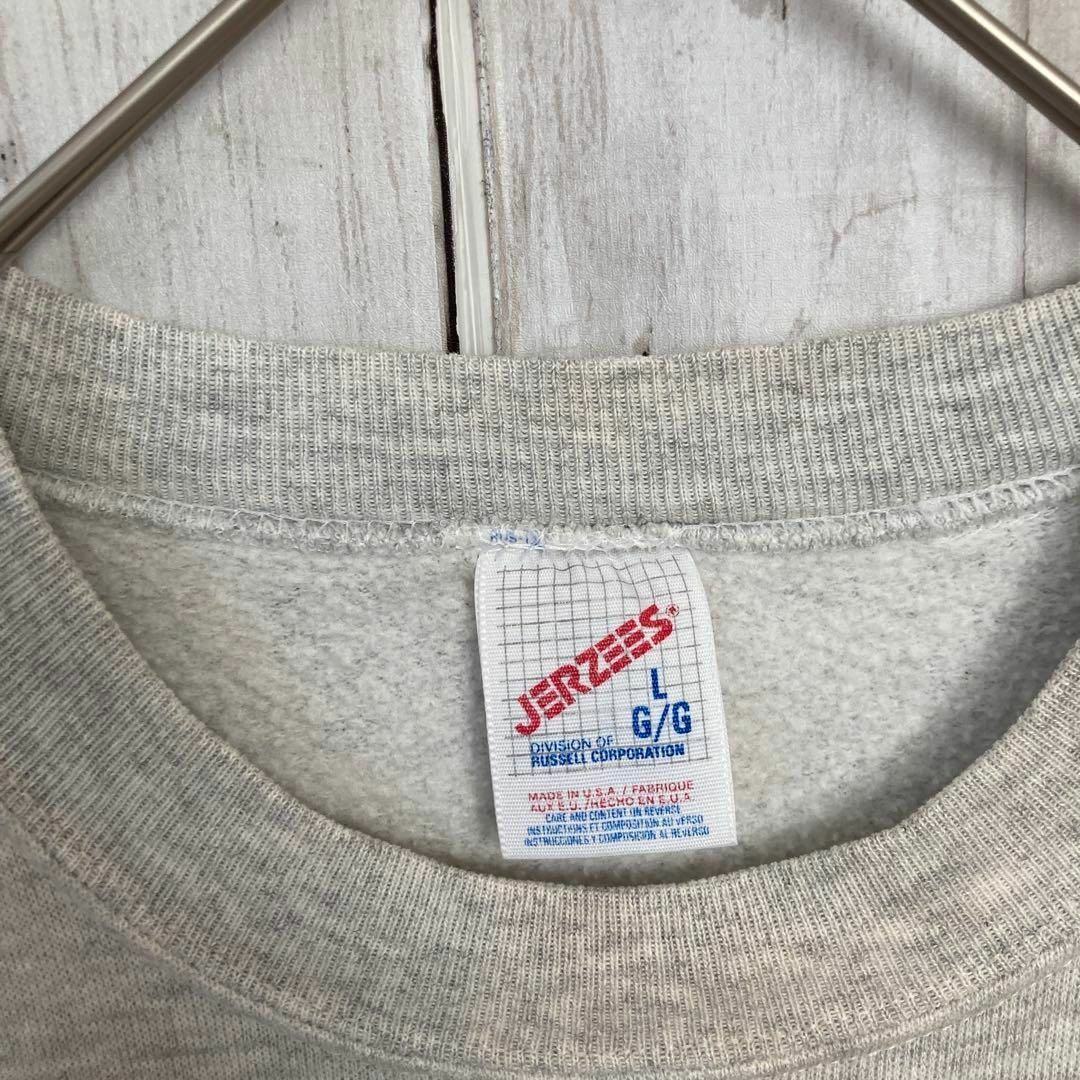 JERZEES®
L
G/G
DIVISION OF
RUSSELL CORPORATION
MADE IN U.S.A. / FABRIQUE
AUX E.U. / HECHO EN E.U.A.
CARE AND CONTENT ON REVERSE
INSTRUCTIONS ET COMPOSITION AU VERSO
INSTRUCCIONES Y COMPOSICION AL REVERSO